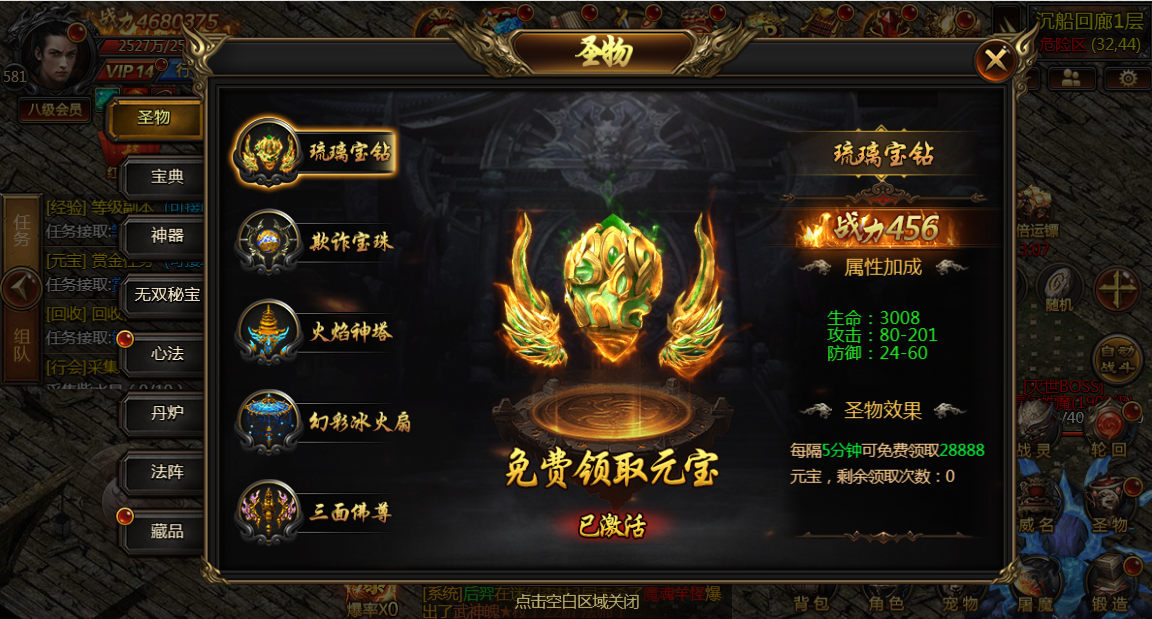 战力4680375
2527万/25
581
VIP14
八级会员
沉船回廊1层
危险区(32,44)
圣物
圣物
宝典
神器
无双秘宝
心法
丹炉
法阵
藏品
任务
组队
[经验] 等级副本
任务接取:
[元宝] 赏金任务
任务接取:
[回收] 回收
任务接取:
[行会]采集
琉璃宝钻
欺诈宝珠
火焰神塔
幻彩冰火扇
三面佛尊
免费领取元宝
已激活
琉璃宝钻
战力456
属性加成
生命：3008
攻击：80-201
防御：24-60
圣物效果
每隔5分钟可免费领取28888
元宝，剩余领取次数：0
倍运镖
随机
自动
战斗
战灵
轮回
威名
圣物
爆率X0
点击空白区域关闭
背包
角色
宠物
屠魔
锻造